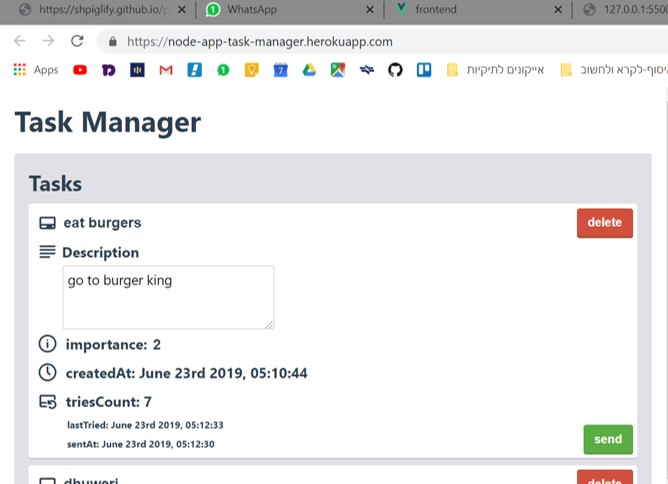 https://shpiglify.github.io/p
WhatsApp
frontend
127.0.0.1:5500
https://node-app-task-manager.herokuapp.com
Apps
אייקונים לתיקיות
איסוף-לקרא ולחשוב
Task Manager
Tasks
eat burgers
delete
Description
go to burger king
importance: 2
createdAt: June 23rd 2019, 05:10:44
triesCount: 7
lastTried: June 23rd 2019, 05:12:33
sentAt: June 23rd 2019, 05:12:30
send
dhuweri
delete